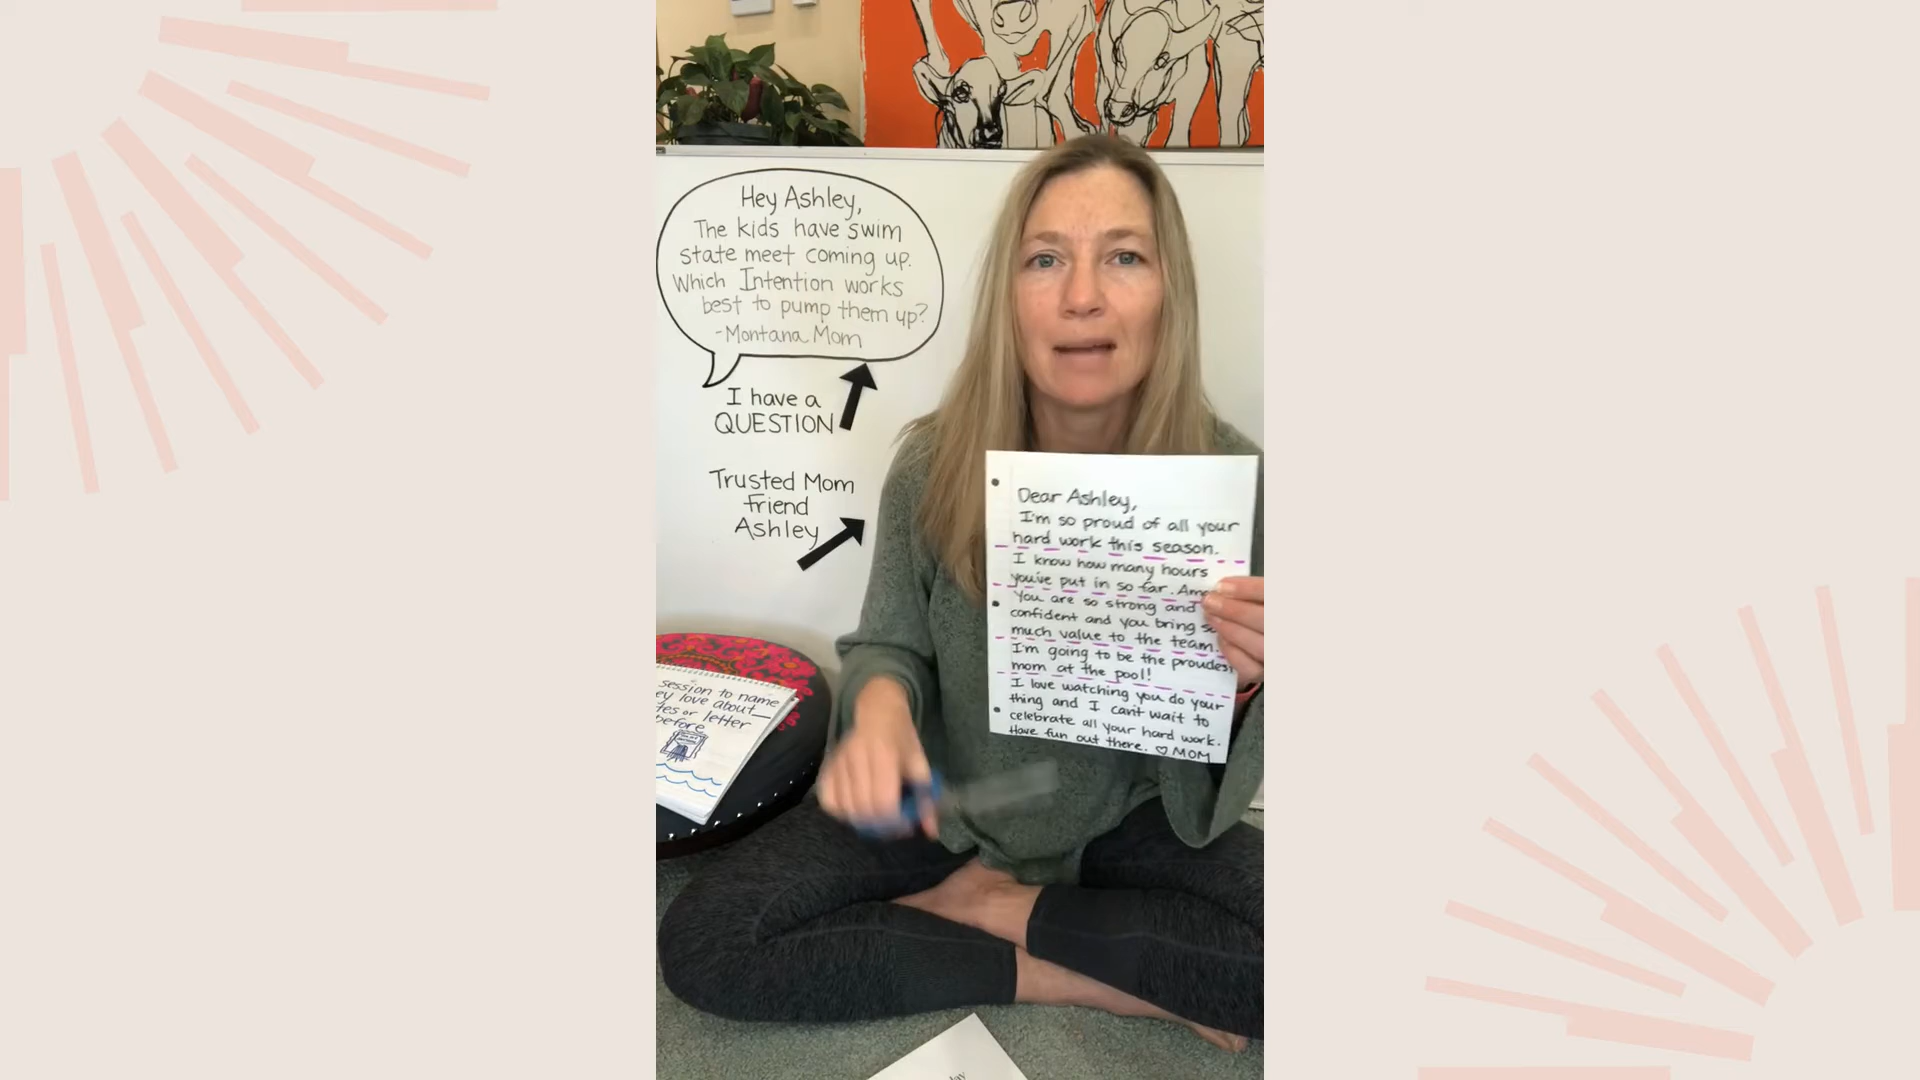 Hey Ashley,
The kids have swim
state meet coming up.
Which Intention works
best to pump them up?
-Montana Mom
I have a
QUESTION
Trusted Mom
friend
Ashley
session to name
love about
or letter
before
Dear Ashley,
I'm so proud of all your
hard work this season.
I know how many hours
you've put in so far.
You are so strong and
confident and you bring
much value to the team.
I'm going to be the
mom at the pool!
I love watching you do your
thing and I can't wait to
celebrate all your hard work.
Have fun out there. ♡ MOM